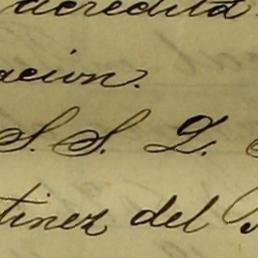 acredita
acion.
S. S. Q.
tinez del